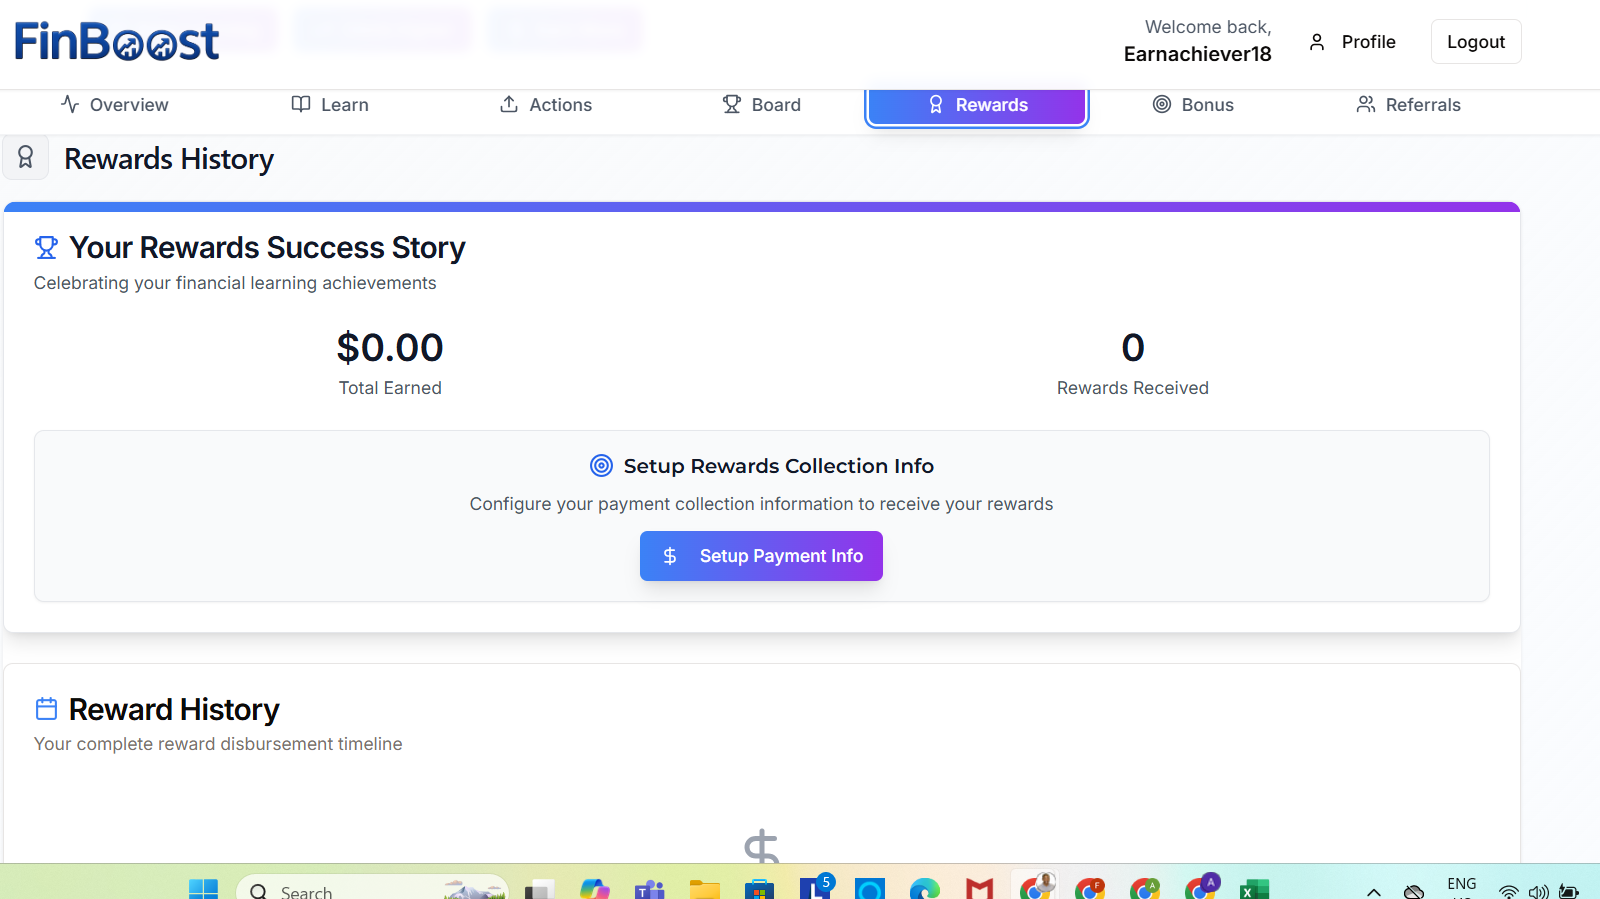 FinBoost
Welcome back,
Earnachiever18
Profile
Logout
Overview
Learn
Actions
Board
Rewards
Bonus
Referrals
Rewards History
Your Rewards Success Story
Celebrating your financial learning achievements
$0.00
Total Earned
0
Rewards Received
Setup Rewards Collection Info
Configure your payment collection information to receive your rewards
$ Setup Payment Info
Reward History
Your complete reward disbursement timeline
$
Search
5
F
A
A
ENG